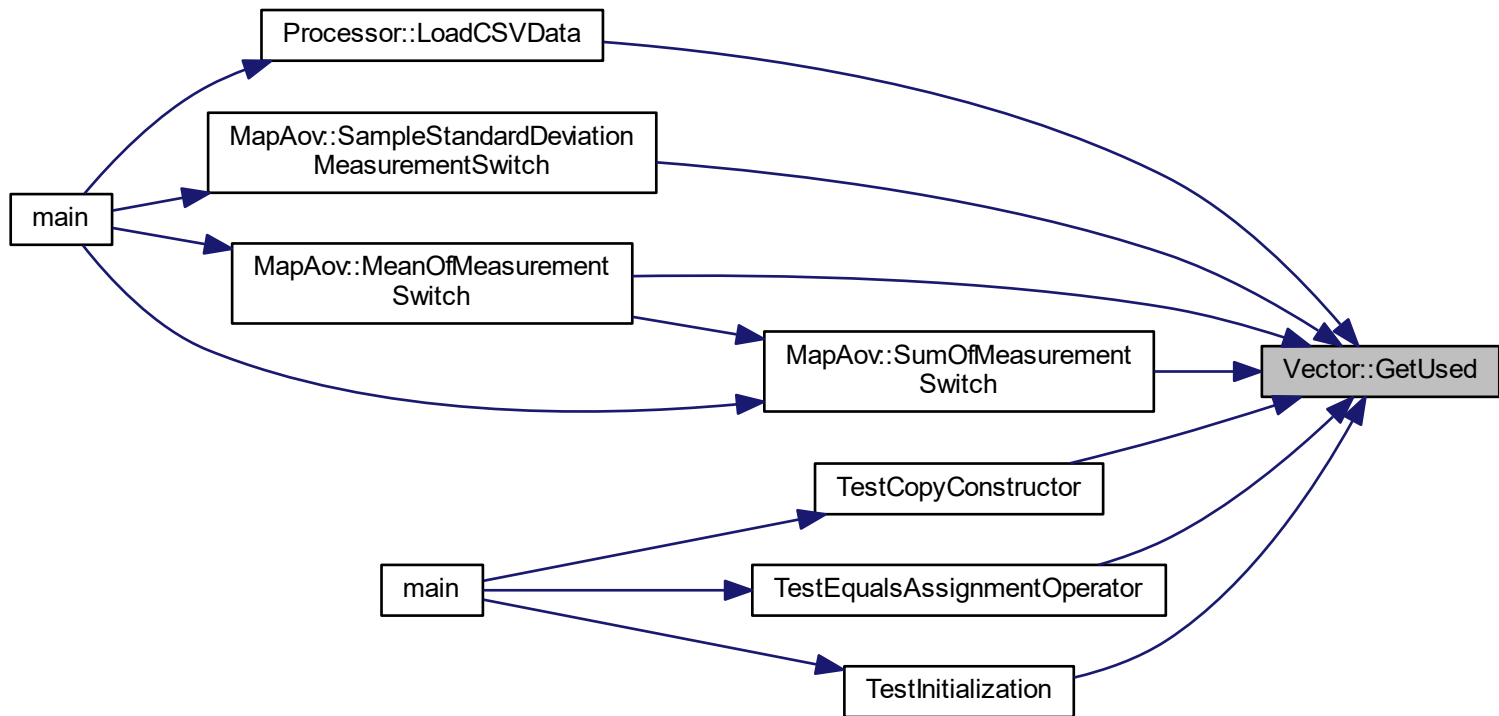 Processor::LoadCSVData
MapAov::SampleStandardDeviation
MeasurementSwitch
main
MapAov::MeanOfMeasurement
Switch
MapAov::SumOfMeasurement
Switch
Vector::GetUsed
TestCopyConstructor
main
TestEqualsAssignmentOperator
TestInitialization